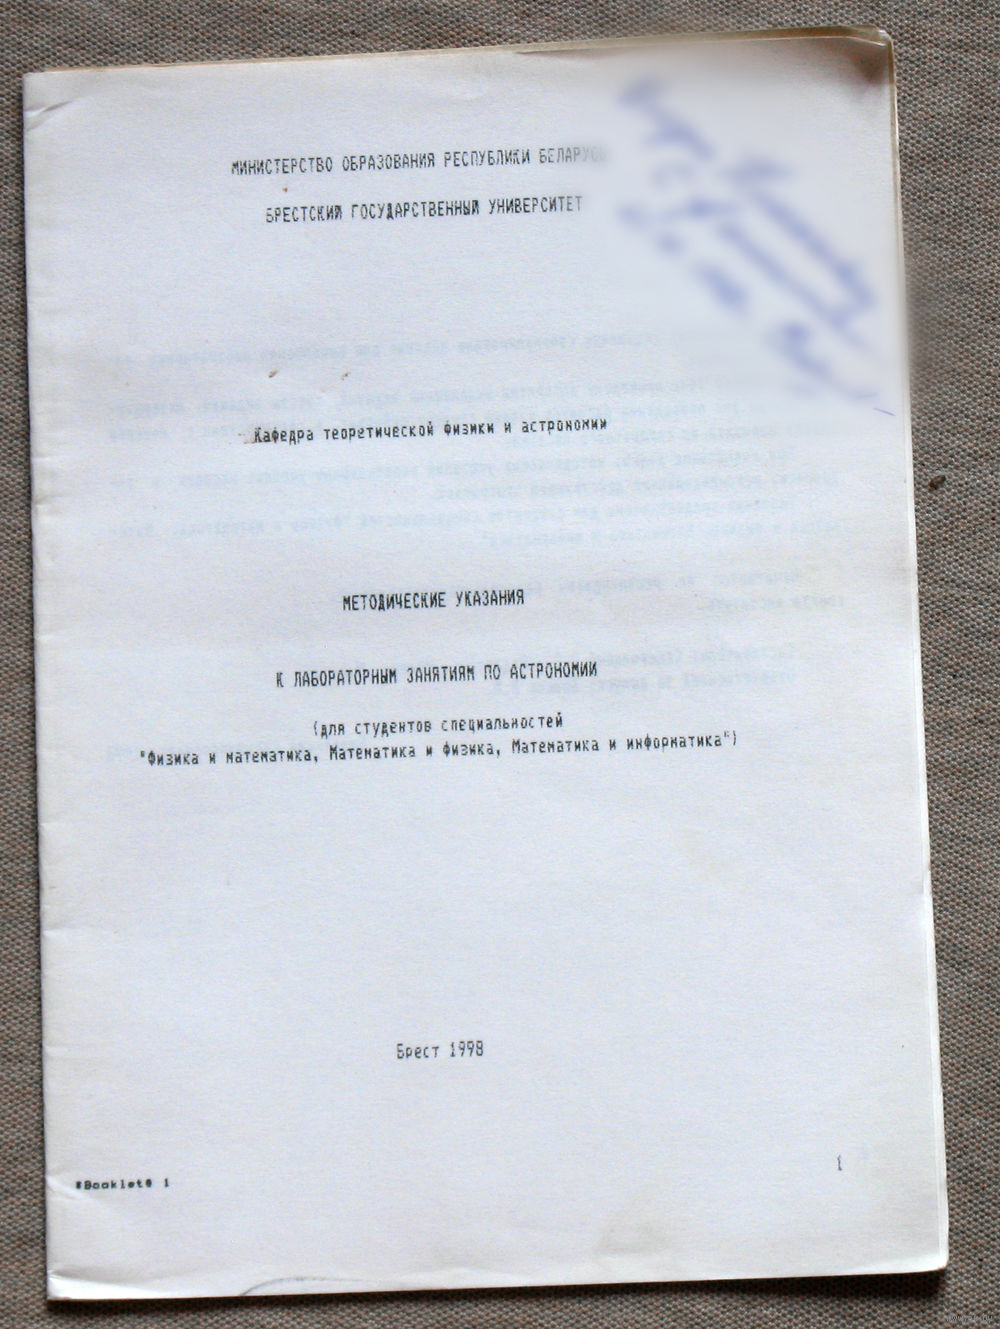 МИНИСТЕРСТВО ОБРАЗОВАНИЯ РЕСПУБЛИКИ БЕЛАРУСЬ
БРЕСТСКИЙ ГОСУДАРСТВЕННЫЙ УНИВЕРСИТЕТ
Кафедра теоретической физики и астрономии
МЕТОДИЧЕСКИЕ УКАЗАНИЯ
К ЛАБОРАТОРНЫМ ЗАНЯТИЯМ ПО АСТРОНОМИИ
(для студентов специальностей
"Физика и математика, Математика и физика, Математика и информатика")
Брест 1998
1
#Booklet@ 1